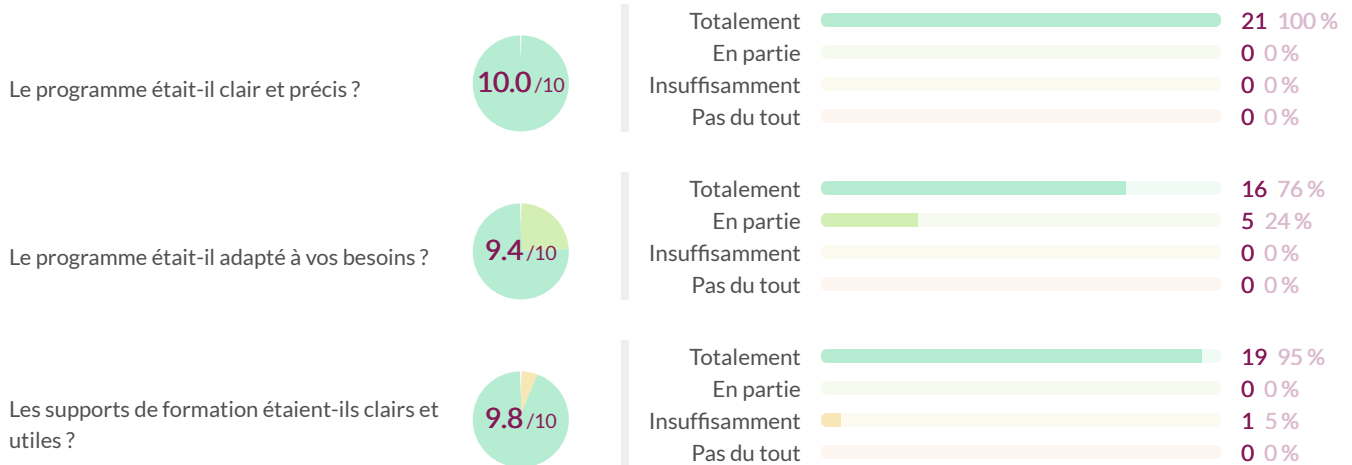 Le programme était-il clair et précis ?
10.0 /10
Totalement 21 100 %
En partie 0 0 %
Insuffisamment 0 0 %
Pas du tout 0 0 %
Le programme était-il adapté à vos besoins ?
9.4 /10
Totalement 16 76 %
En partie 5 24 %
Insuffisamment 0 0 %
Pas du tout 0 0 %
Les supports de formation étaient-ils clairs et
utiles ?
9.8 /10
Totalement 19 95 %
En partie 0 0 %
Insuffisamment 1 5 %
Pas du tout 0 0 %